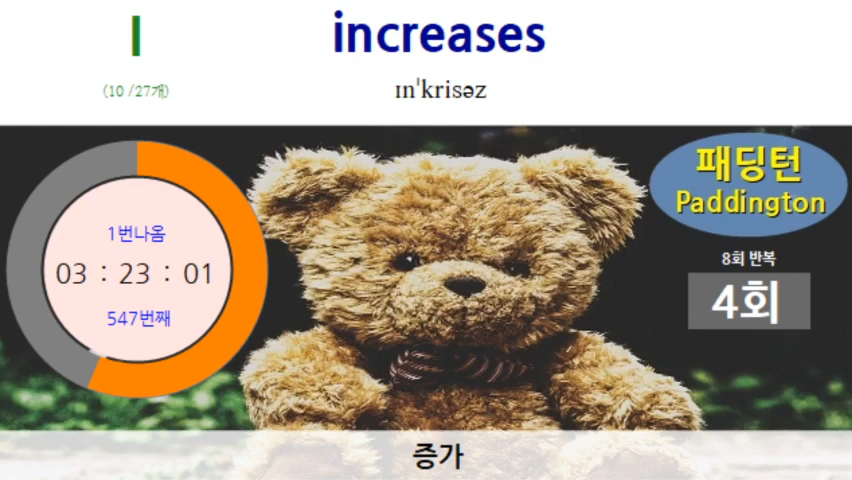 I
increases
(10 /27개)
ɪnˈkrisəz
패딩턴
Paddington
1번나옴
03 : 23 : 01
547번째
8회 반복
4회
증가